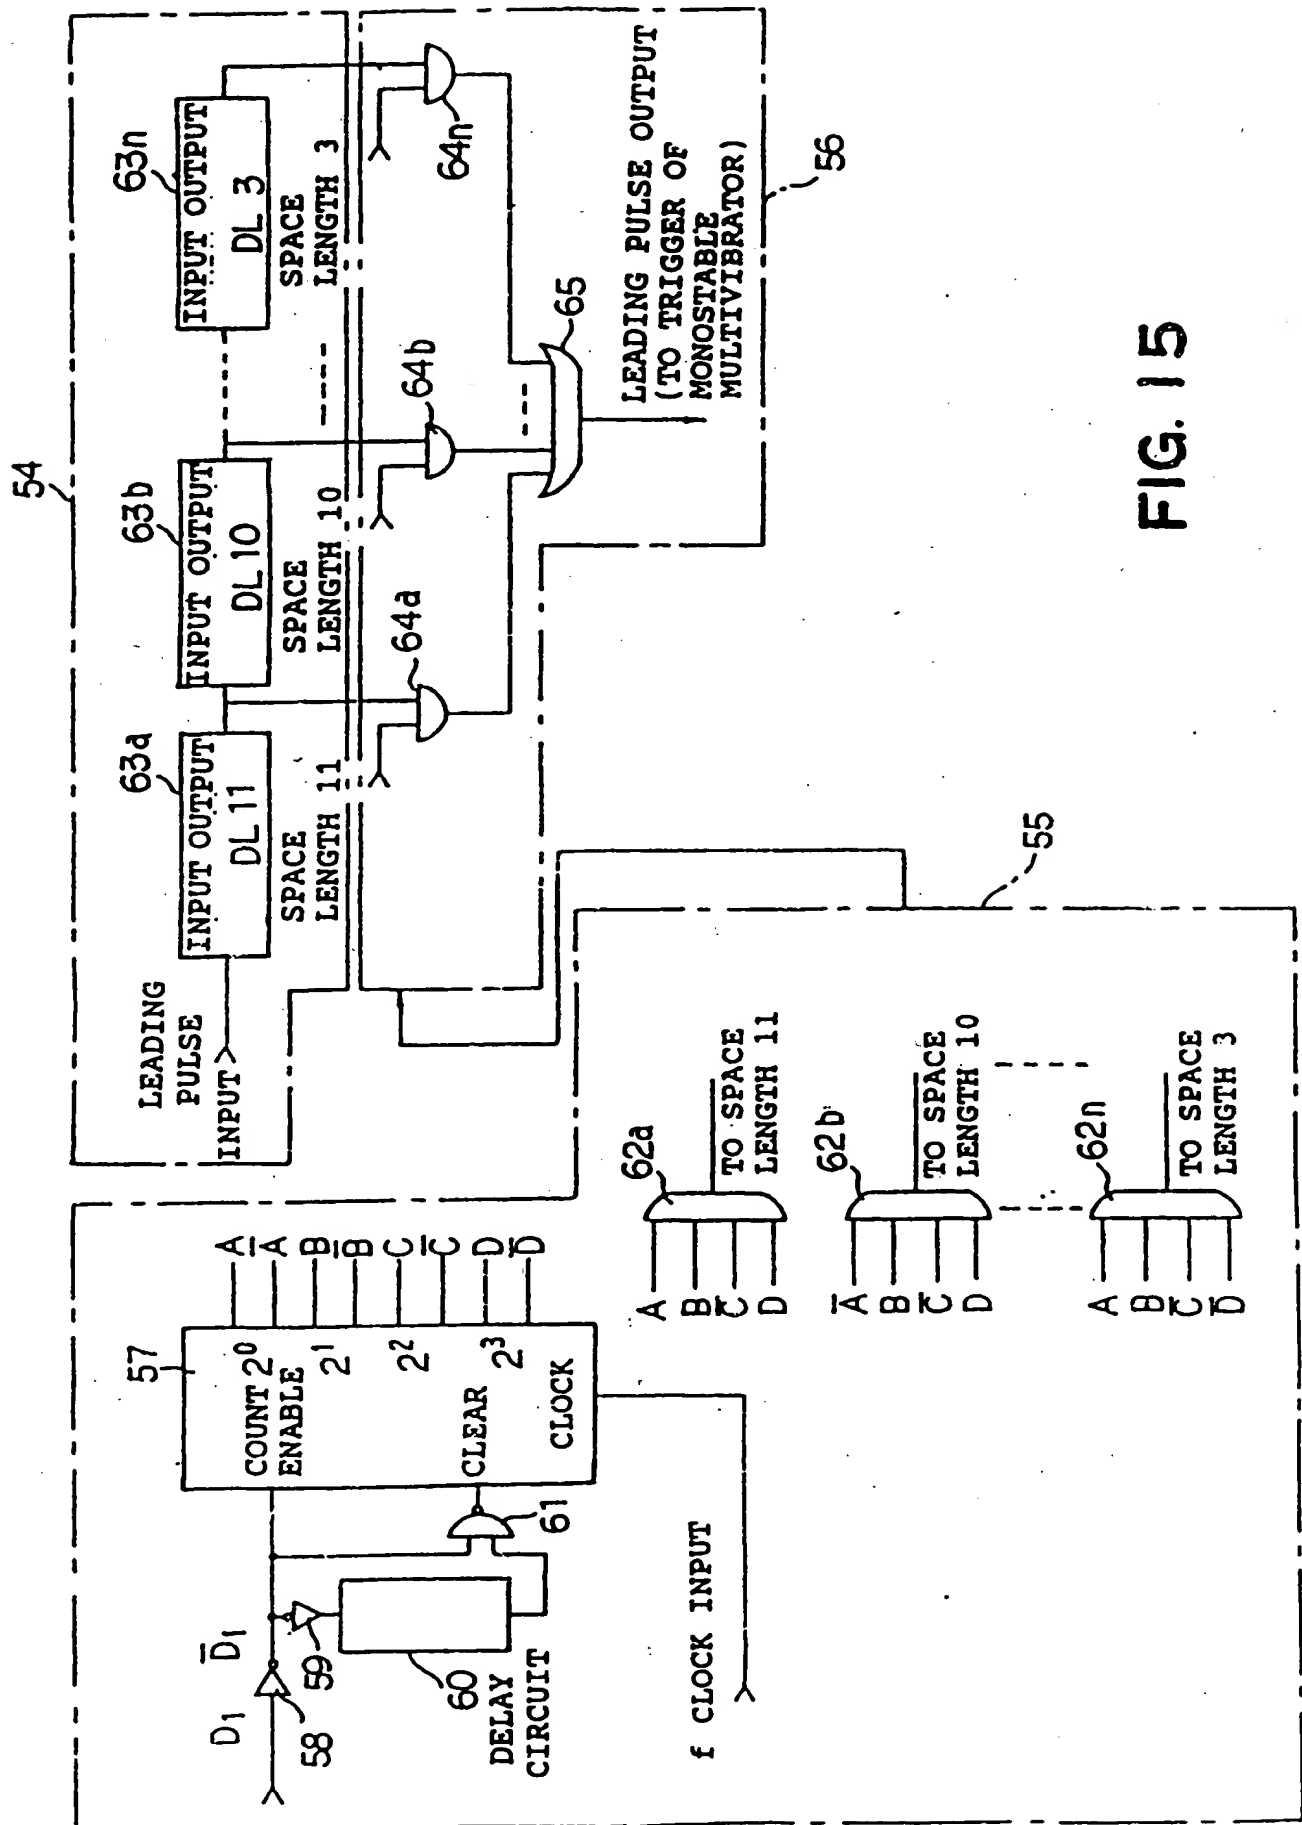 54
63a
63b
63n
LEADING
PULSE
INPUT
INPUT OUTPUT
DL 11
INPUT OUTPUT
DL 10
INPUT OUTPUT
DL 3
SPACE
LENGTH 11
SPACE
LENGTH 10
SPACE
LENGTH 3
64a
64b
64n
65
LEADING PULSE OUTPUT
(TO TRIGGER OF
MONOSTABLE
MULTIVIBRATOR)
56
57
D1
D̅1
58
59
60
DELAY
CIRCUIT
61
COUNT
ENABLE
CLEAR
CLOCK
2⁰
2¹
2²
2³
A
A̅
B
B̅
C
C̅
D
D̅
f CLOCK INPUT
55
62a
A
B
C̅
D
TO SPACE
LENGTH 11
62b
A̅
B
C̅
D
TO SPACE
LENGTH 10
62n
A
B
C̅
D̅
TO SPACE
LENGTH 3
FIG. 15